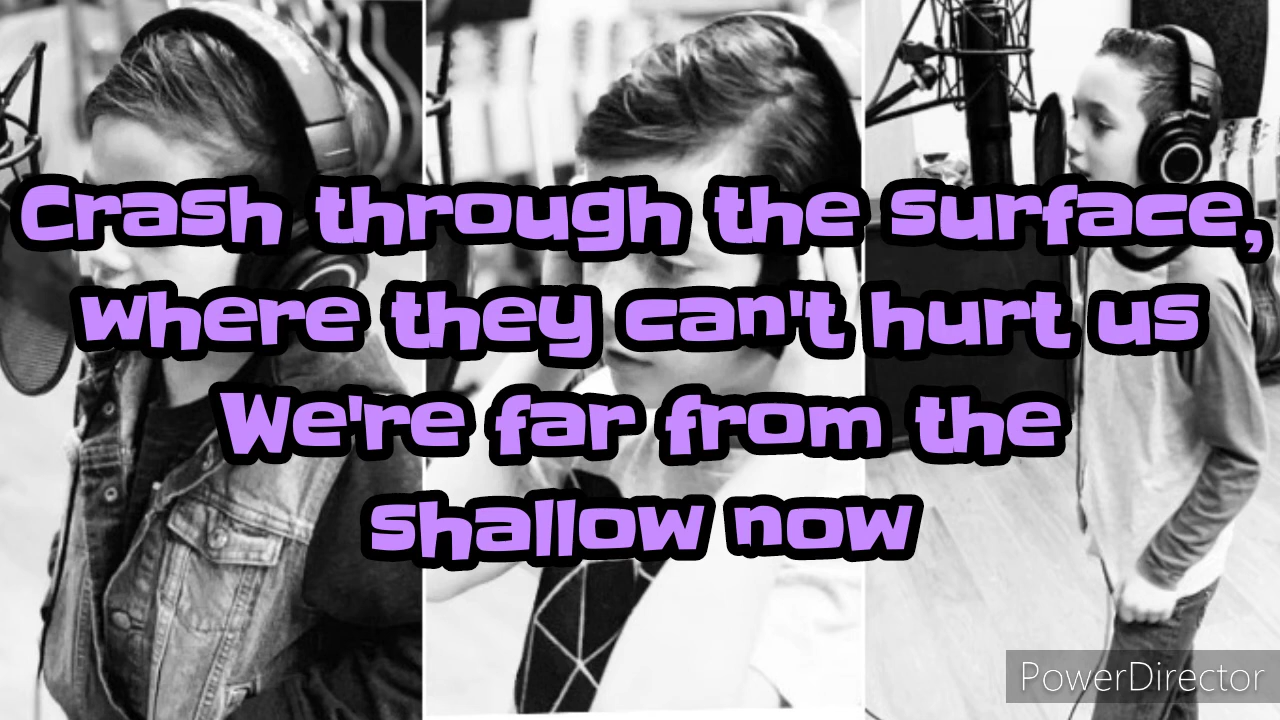 Crash through the surface,
where they can't hurt us
We're far from the
shallow now
PowerDirector